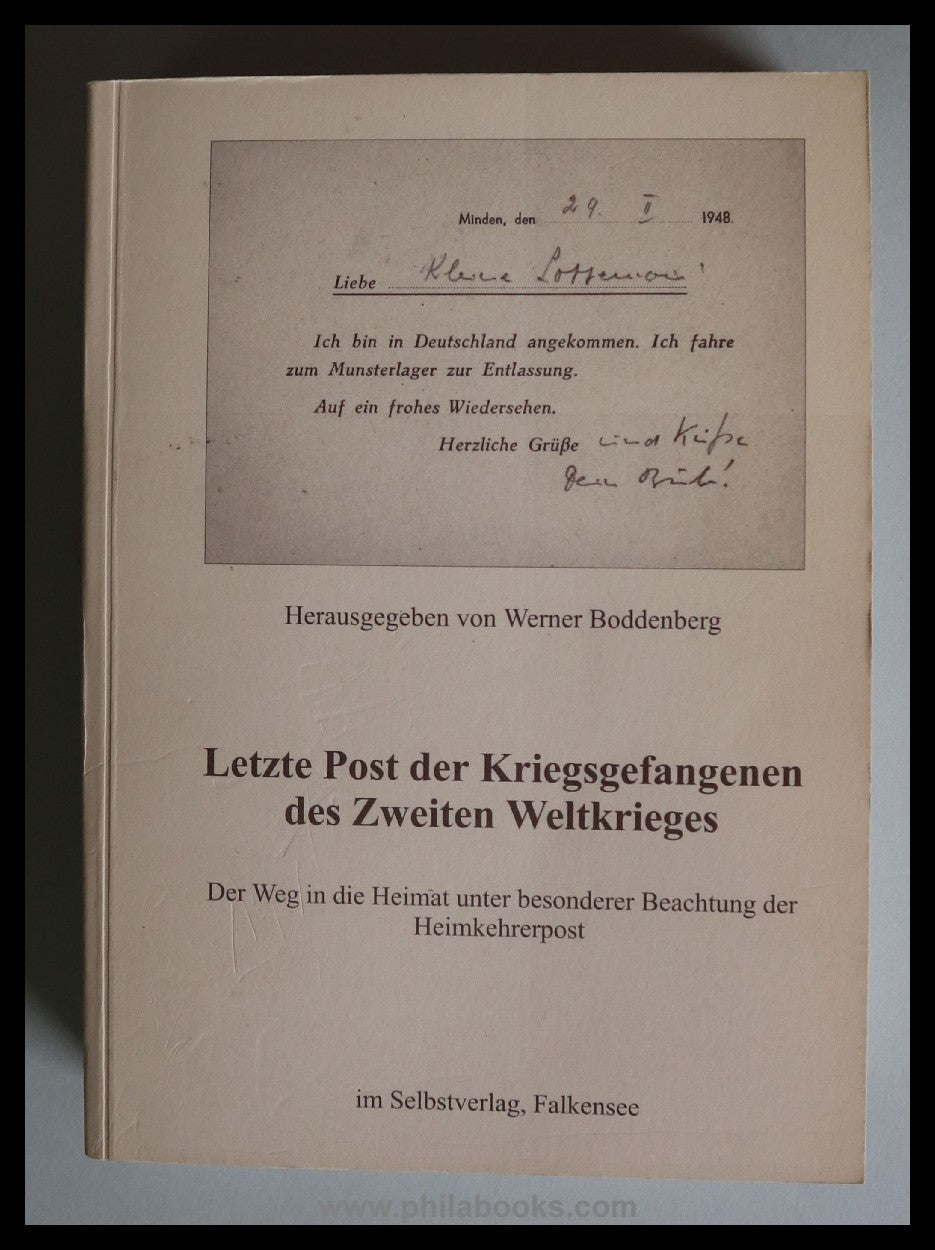 Minden, den 29. II 1948.
Liebe Kleine
Ich bin in Deutschland angekommen. Ich fahre
zum Munsterlager zur Entlassung.
Auf ein frohes Wiedersehen.
Herzliche Grüße und Küsse
Dein
Herausgegeben von Werner Boddenberg
Letzte Post der Kriegsgefangenen
des Zweiten Weltkrieges
Der Weg in die Heimat unter besonderer Beachtung der
Heimkehrerpost
im Selbstverlag, Falkensee
www.philabooks.com